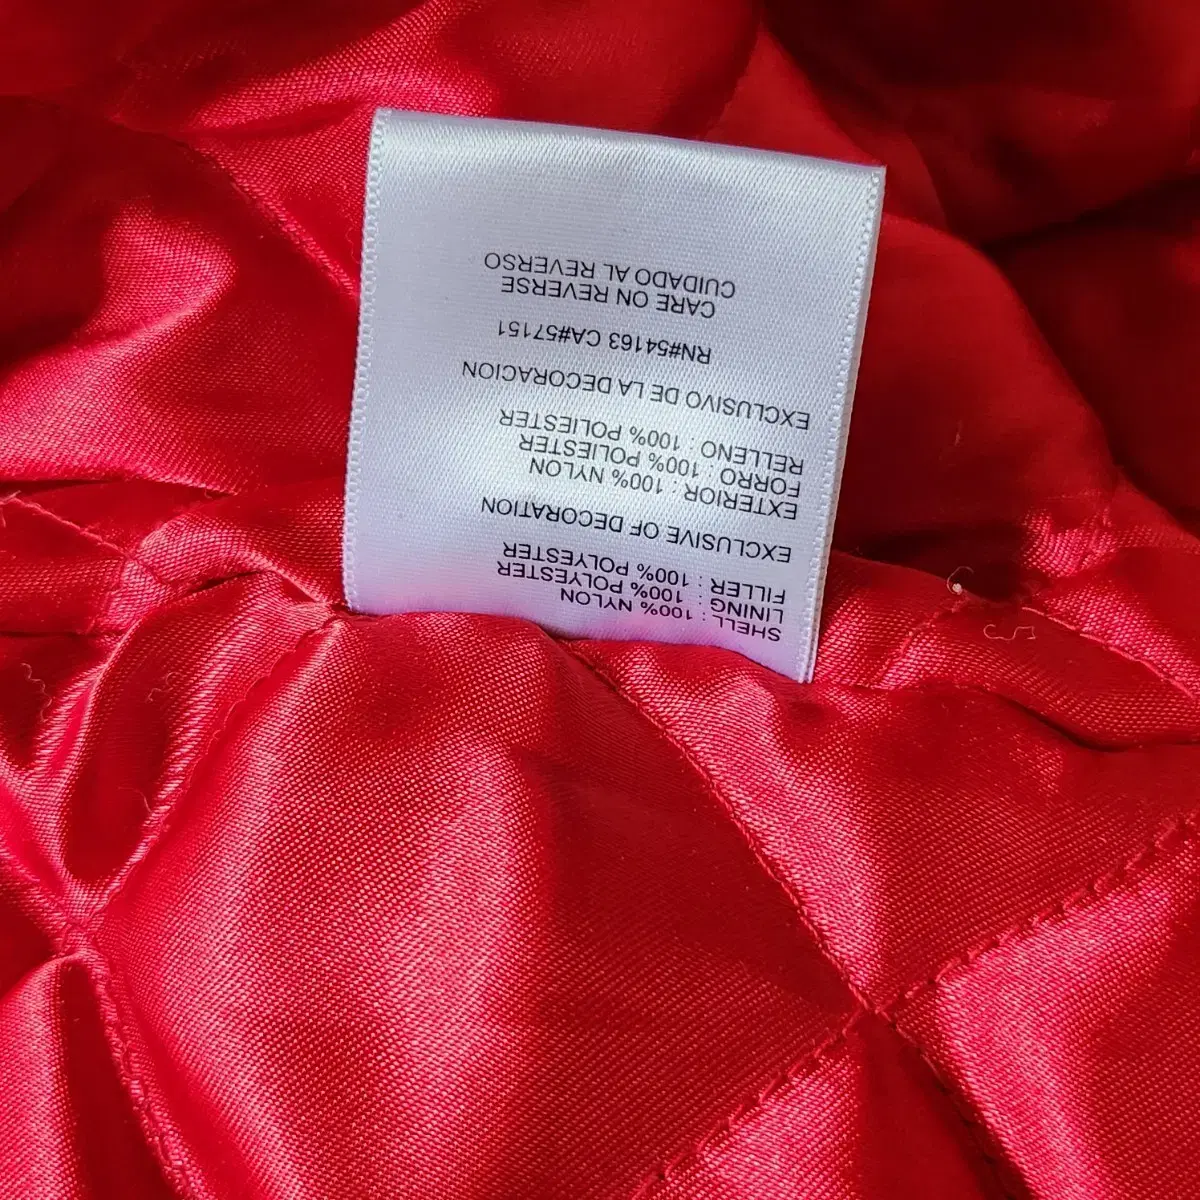 SHELL : 100% NYLON
LINING : 100% POLYESTER
FILLER : 100% POLYESTER
EXCLUSIVE OF DECORATION
EXTERIOR : 100% NYLON
FORRO : 100% POLIESTER
RELLENO : 100% POLIESTER
EXCLUSIVO DE LA DECORACION
RN#54163 CA#57151
CARE ON REVERSE
CUIDADO AL REVERSO